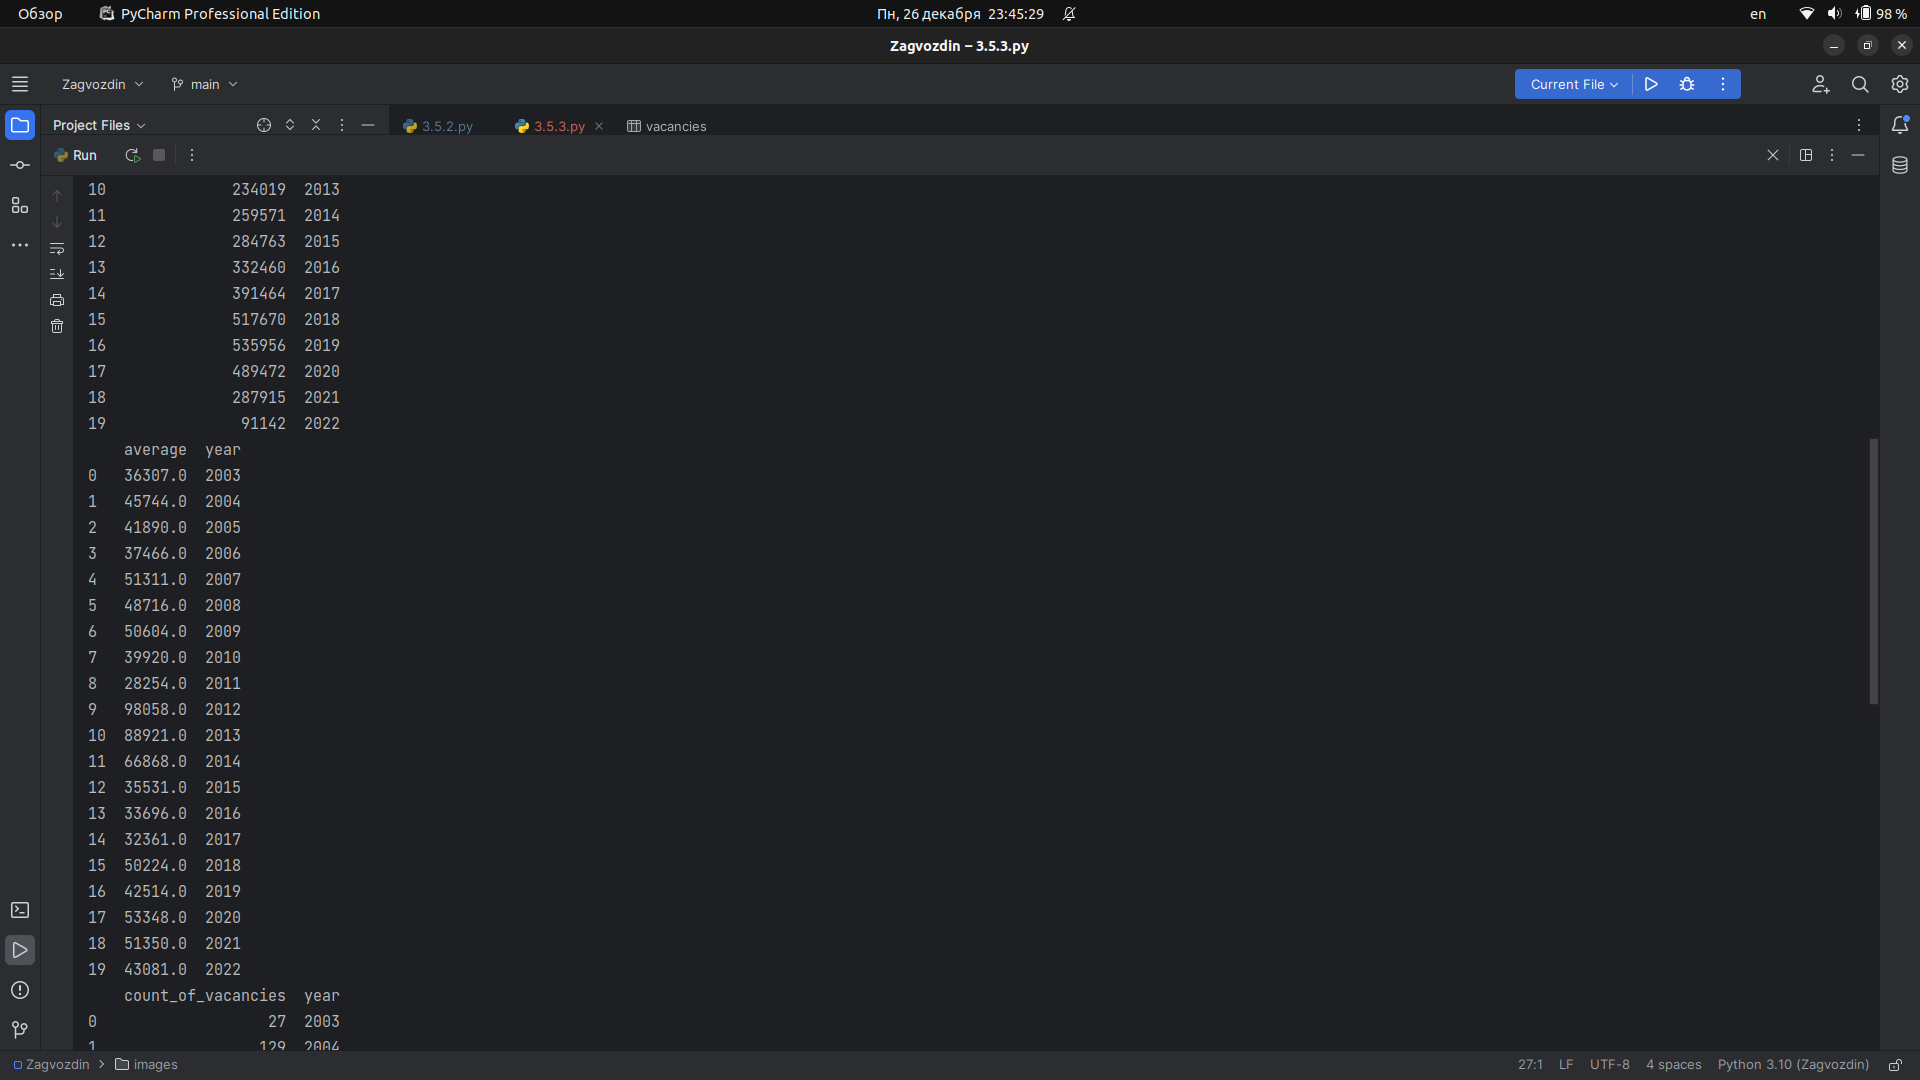 Обзор PyCharm Professional Edition Пн, 26 декабря 23:45:29 en 98 %
Zagvozdin – 3.5.3.py
Zagvozdin main Current File
Project Files 3.5.2.py 3.5.3.py vacancies
Run
10 234019 2013
11 259571 2014
12 284763 2015
13 332460 2016
14 391464 2017
15 517670 2018
16 535956 2019
17 489472 2020
18 287915 2021
19 91142 2022
average year
0 36307.0 2003
1 45744.0 2004
2 41890.0 2005
3 37466.0 2006
4 51311.0 2007
5 48716.0 2008
6 50604.0 2009
7 39920.0 2010
8 28254.0 2011
9 98058.0 2012
10 88921.0 2013
11 66868.0 2014
12 35531.0 2015
13 33696.0 2016
14 32361.0 2017
15 50224.0 2018
16 42514.0 2019
17 53348.0 2020
18 51350.0 2021
19 43081.0 2022
count_of_vacancies year
0 27 2003
1 129 2004
Zagvozdin images 27:1 LF UTF-8 4 spaces Python 3.10 (Zagvozdin)